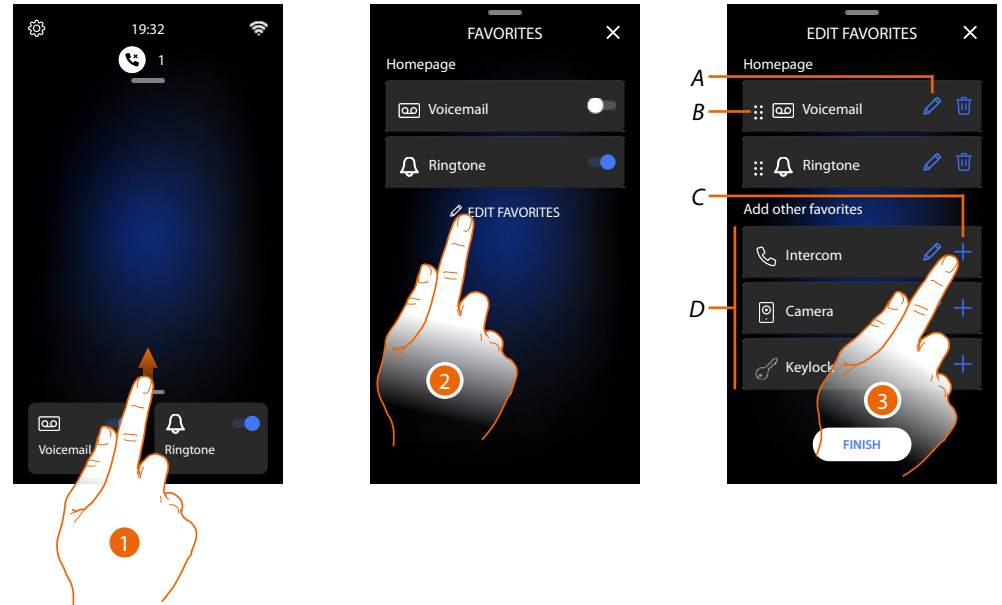 19:32
1
Voicemail
Ringtone
1
FAVORITES
Homepage
Voicemail
Ringtone
EDIT FAVORITES
2
EDIT FAVORITES
Homepage
A
B
Voicemail
Ringtone
C
Add other favorites
Intercom
D
Camera
Keylock
3
FINISH